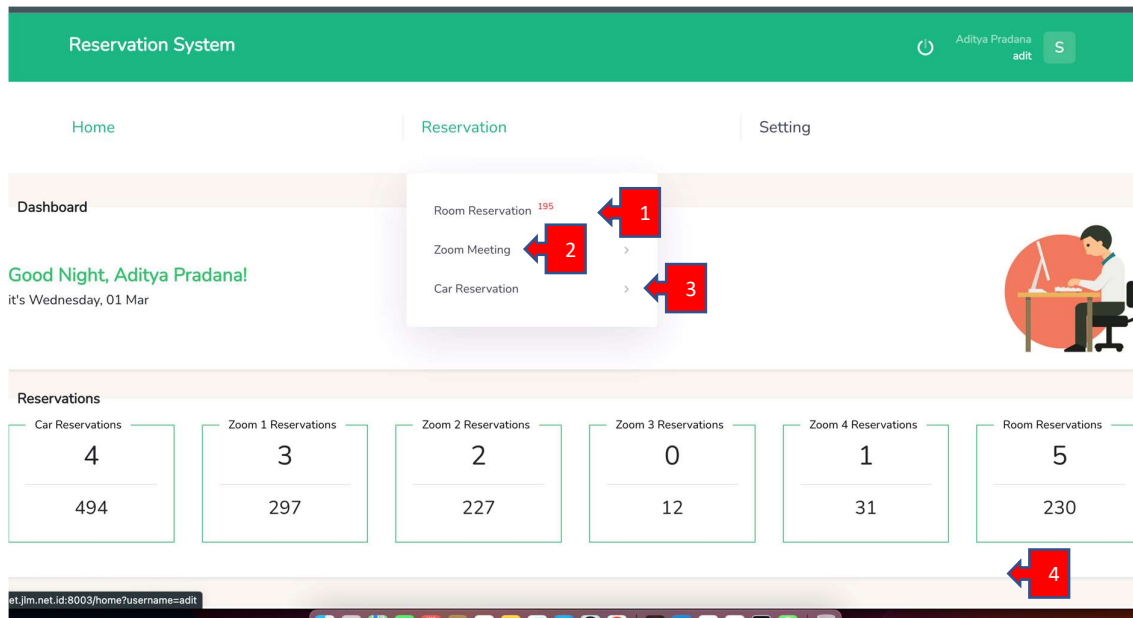 Reservation System
Aditya Pradana
adit
S
Home
Reservation
Setting
Dashboard
Room Reservation 195
1
Zoom Meeting
2
Car Reservation
3
Good Night, Aditya Pradana!
it's Wednesday, 01 Mar
Reservations
Car Reservations
4
494
Zoom 1 Reservations
3
297
Zoom 2 Reservations
2
227
Zoom 3 Reservations
0
12
Zoom 4 Reservations
1
31
Room Reservations
5
230
4
et.jlm.net.id:8003/home?username=adit